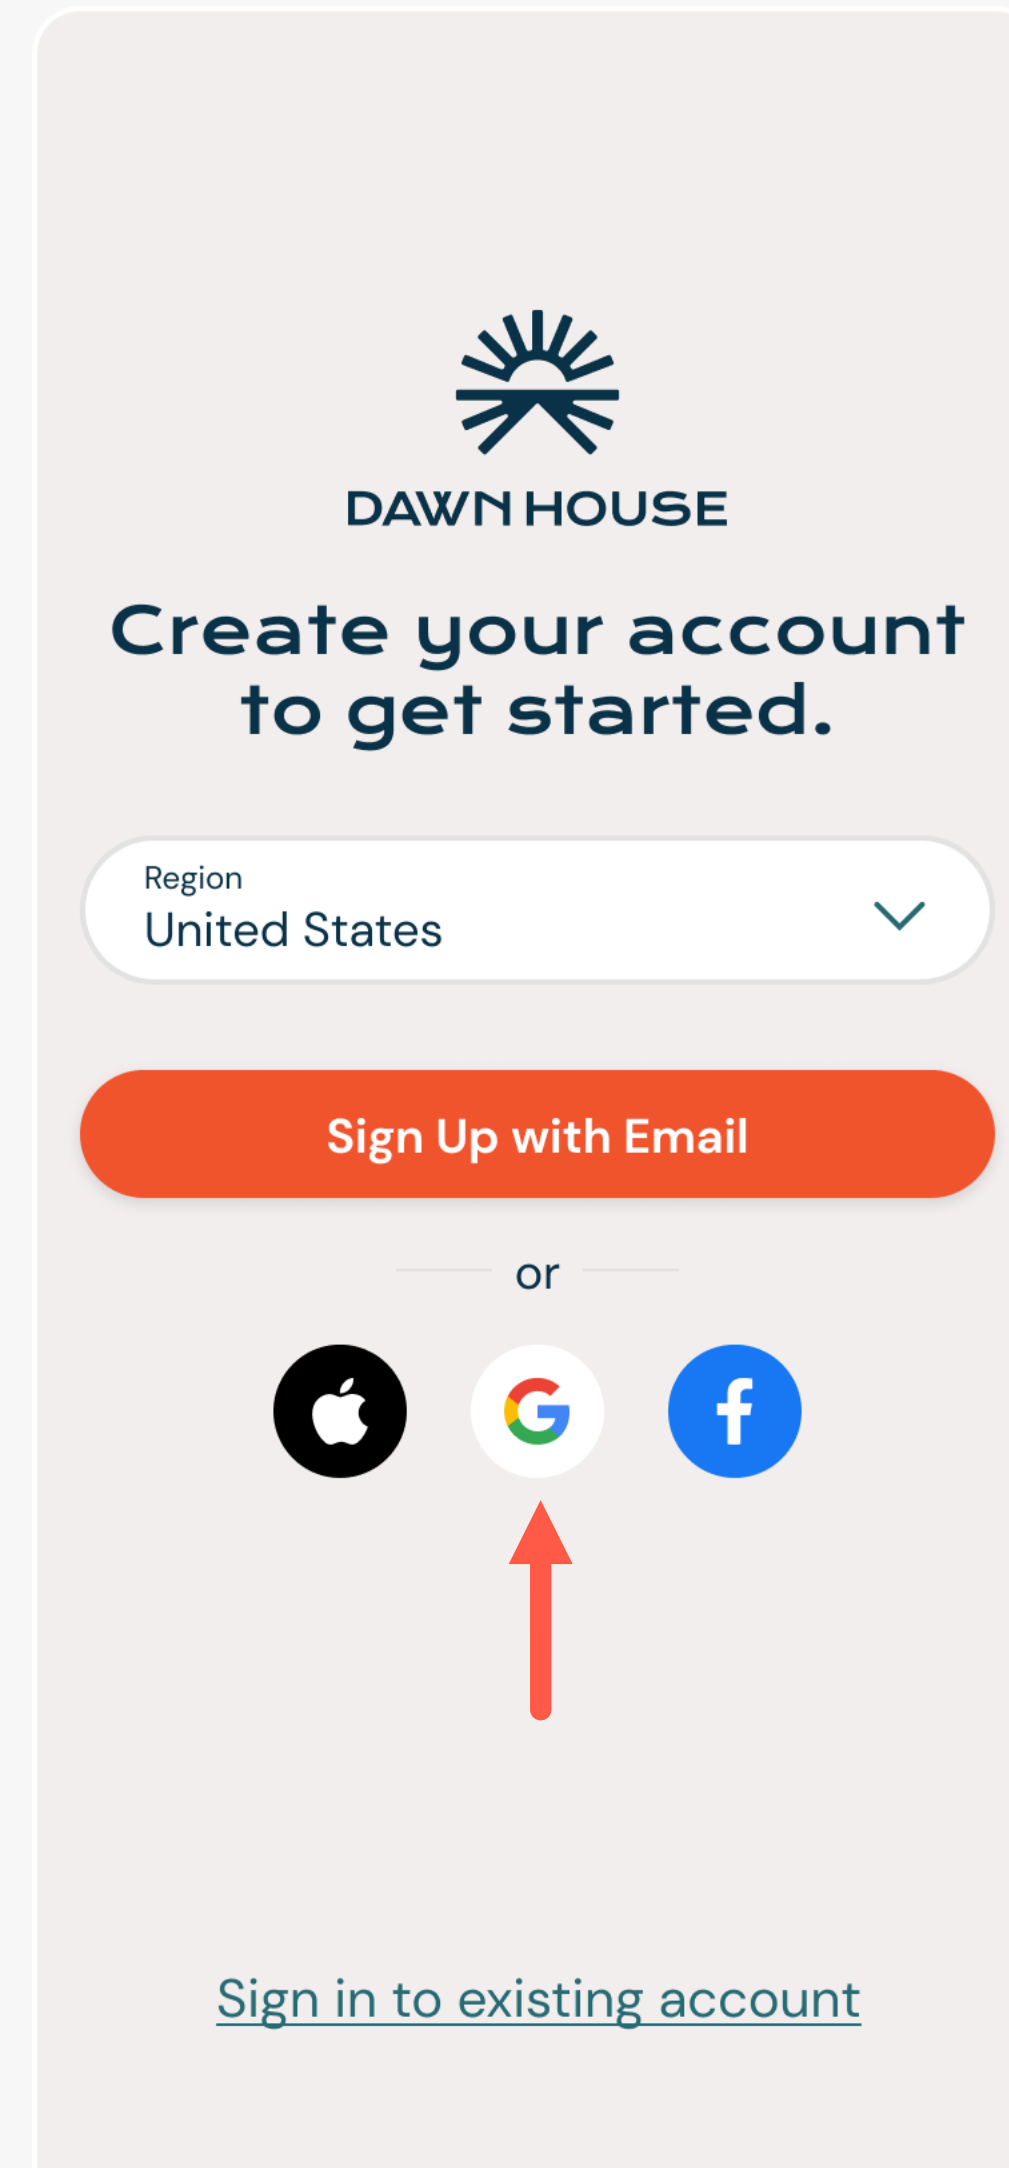 DAWN HOUSE
Create your account
to get started.
Region
United States
Sign Up with Email
or
Sign in to existing account